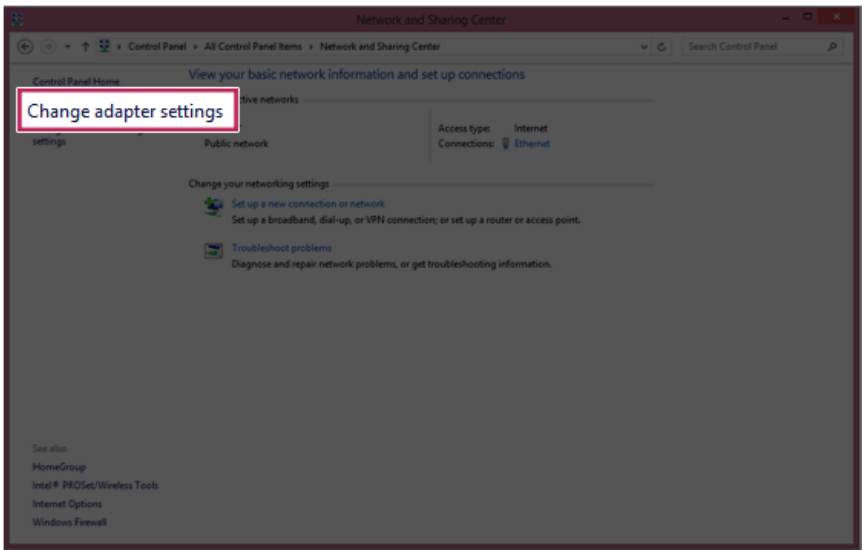 Network and Sharing Center
Control Panel › All Control Panel Items › Network and Sharing Center
Search Control Panel
Control Panel Home
Change adapter settings
settings
View your basic network information and set up connections
tive networks
Public network
Access type: Internet
Connections: Ethernet
Change your networking settings
Set up a new connection or network
Set up a broadband, dial-up, or VPN connection; or set up a router or access point.
Troubleshoot problems
Diagnose and repair network problems, or get troubleshooting information.
See also
HomeGroup
Intel® PROSet/Wireless Tools
Internet Options
Windows Firewall